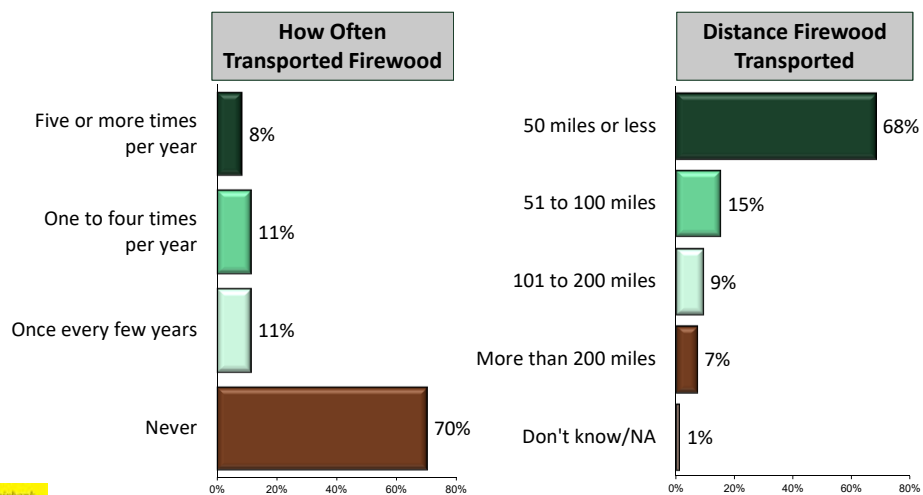 How Often
Transported Firewood
Five or more times
per year
8%
One to four times
per year
11%
Once every few years
11%
Never
70%
0%
20%
40%
60%
80%
Distance Firewood
Transported
50 miles or less
68%
51 to 100 miles
15%
101 to 200 miles
9%
More than 200 miles
7%
Don't know/NA
1%
0%
20%
40%
60%
80%